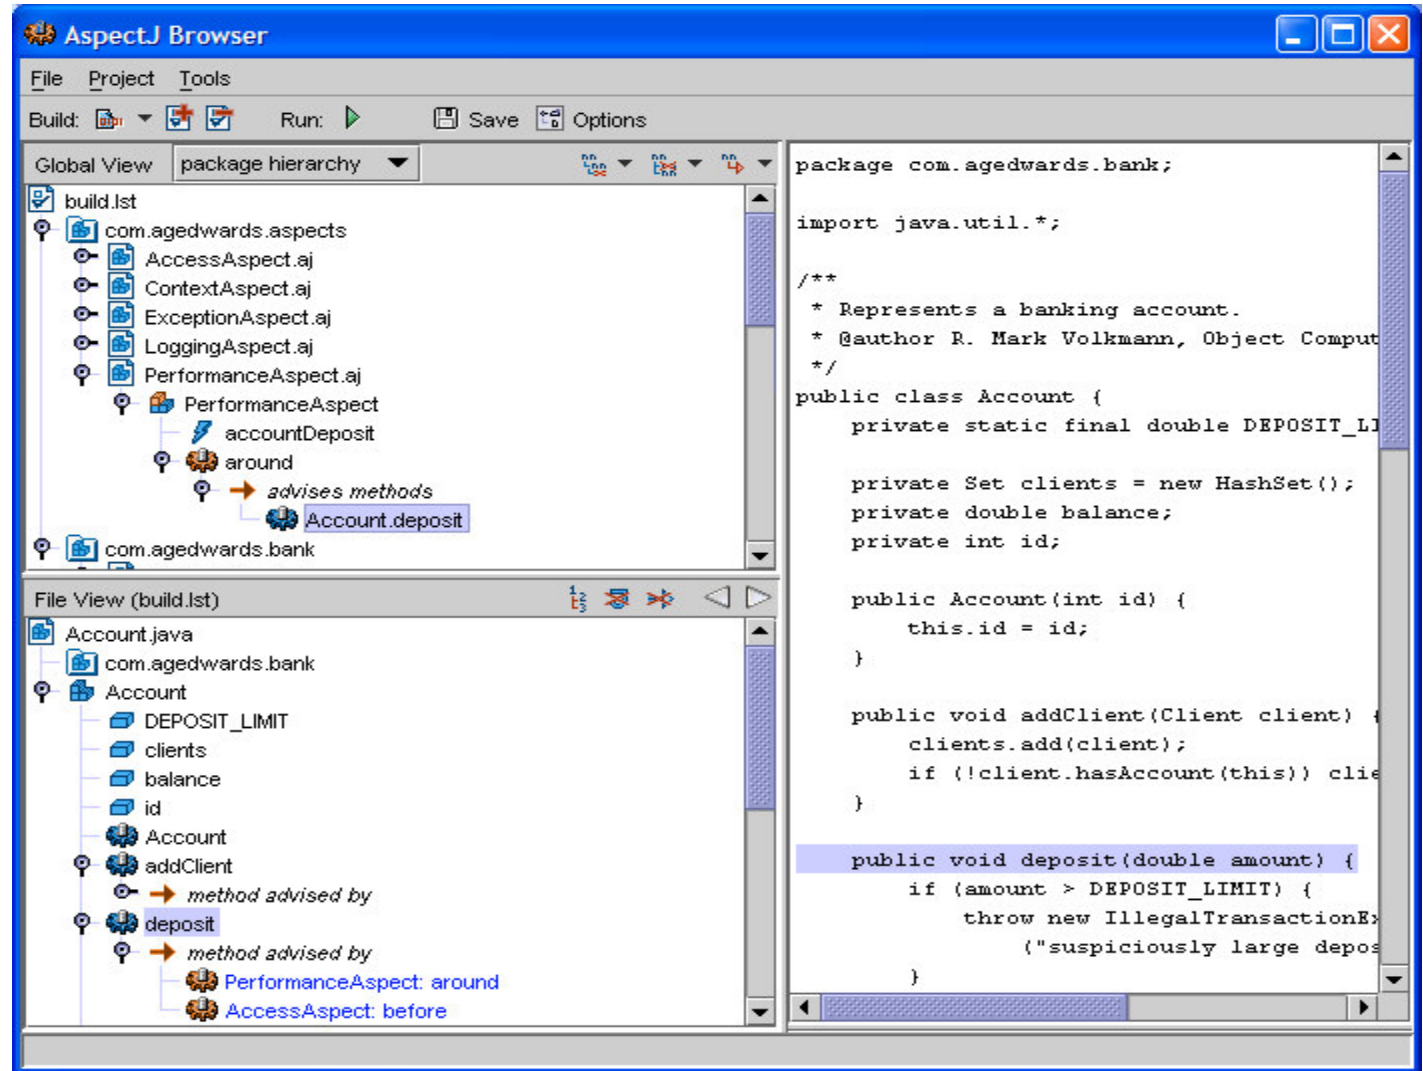 AspectJ Browser
File Project Tools
Build: Run: Save Options
Global View package hierarchy
build.lst
com.agedwards.aspects
AccessAspect.aj
ContextAspect.aj
ExceptionAspect.aj
LoggingAspect.aj
PerformanceAspect.aj
PerformanceAspect
accountDeposit
around
advises methods
Account.deposit
com.agedwards.bank
File View (build.lst)
Account.java
com.agedwards.bank
Account
DEPOSIT_LIMIT
clients
balance
id
Account
addClient
method advised by
deposit
method advised by
PerformanceAspect: around
AccessAspect: before
package com.agedwards.bank;
import java.util.*;
/**
* Represents a banking account.
* @author R. Mark Volkmann, Object Comput
*/
public class Account {
private static final double DEPOSIT_LI
private Set clients = new HashSet();
private double balance;
private int id;
public Account(int id) {
this.id = id;
}
public void addClient(Client client) {
clients.add(client);
if (!client.hasAccount(this)) clie
}
public void deposit(double amount) {
if (amount > DEPOSIT_LIMIT) {
throw new IllegalTransactionEx
("suspiciously large depos
}